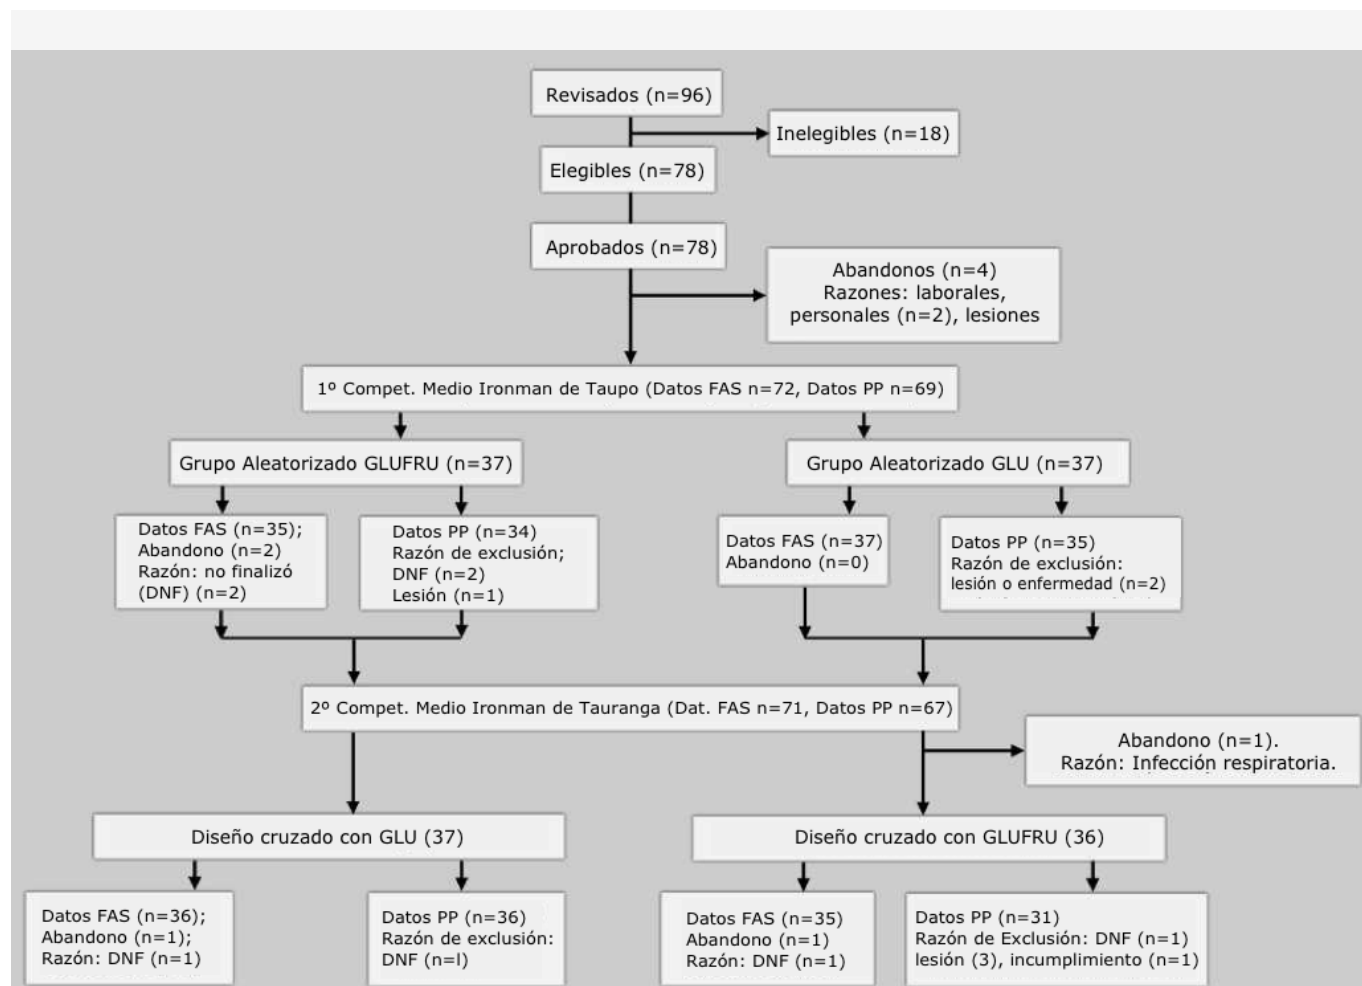 Revisados (n=96)
Inelegibles (n=18)
Elegibles (n=78)
Aprobados (n=78)
Abandonos (n=4)
Razones: laborales,
personales (n=2), lesiones
1º Compet. Medio Ironman de Taupo (Datos FAS n=72, Datos PP n=69)
Grupo Aleatorizado GLUFRU (n=37)
Grupo Aleatorizado GLU (n=37)
Datos FAS (n=35);
Abandono (n=2)
Razón: no finalizó
(DNF) (n=2)
Datos PP (n=34)
Razón de exclusión;
DNF (n=2)
Lesión (n=1)
Datos FAS (n=37)
Abandono (n=0)
Datos PP (n=35)
Razón de exclusión:
lesión o enfermedad (n=2)
2º Compet. Medio Ironman de Tauranga (Dat. FAS n=71, Datos PP n=67)
Abandono (n=1).
Razón: Infección respiratoria.
Diseño cruzado con GLU (37)
Diseño cruzado con GLUFRU (36)
Datos FAS (n=36);
Abandono (n=1);
Razón: DNF (n=1)
Datos PP (n=36)
Razón de exclusión:
DNF (n=l)
Datos FAS (n=35)
Abandono (n=1)
Razón: DNF (n=1)
Datos PP (n=31)
Razón de Exclusión: DNF (n=1)
lesión (3), incumplimiento (n=1)